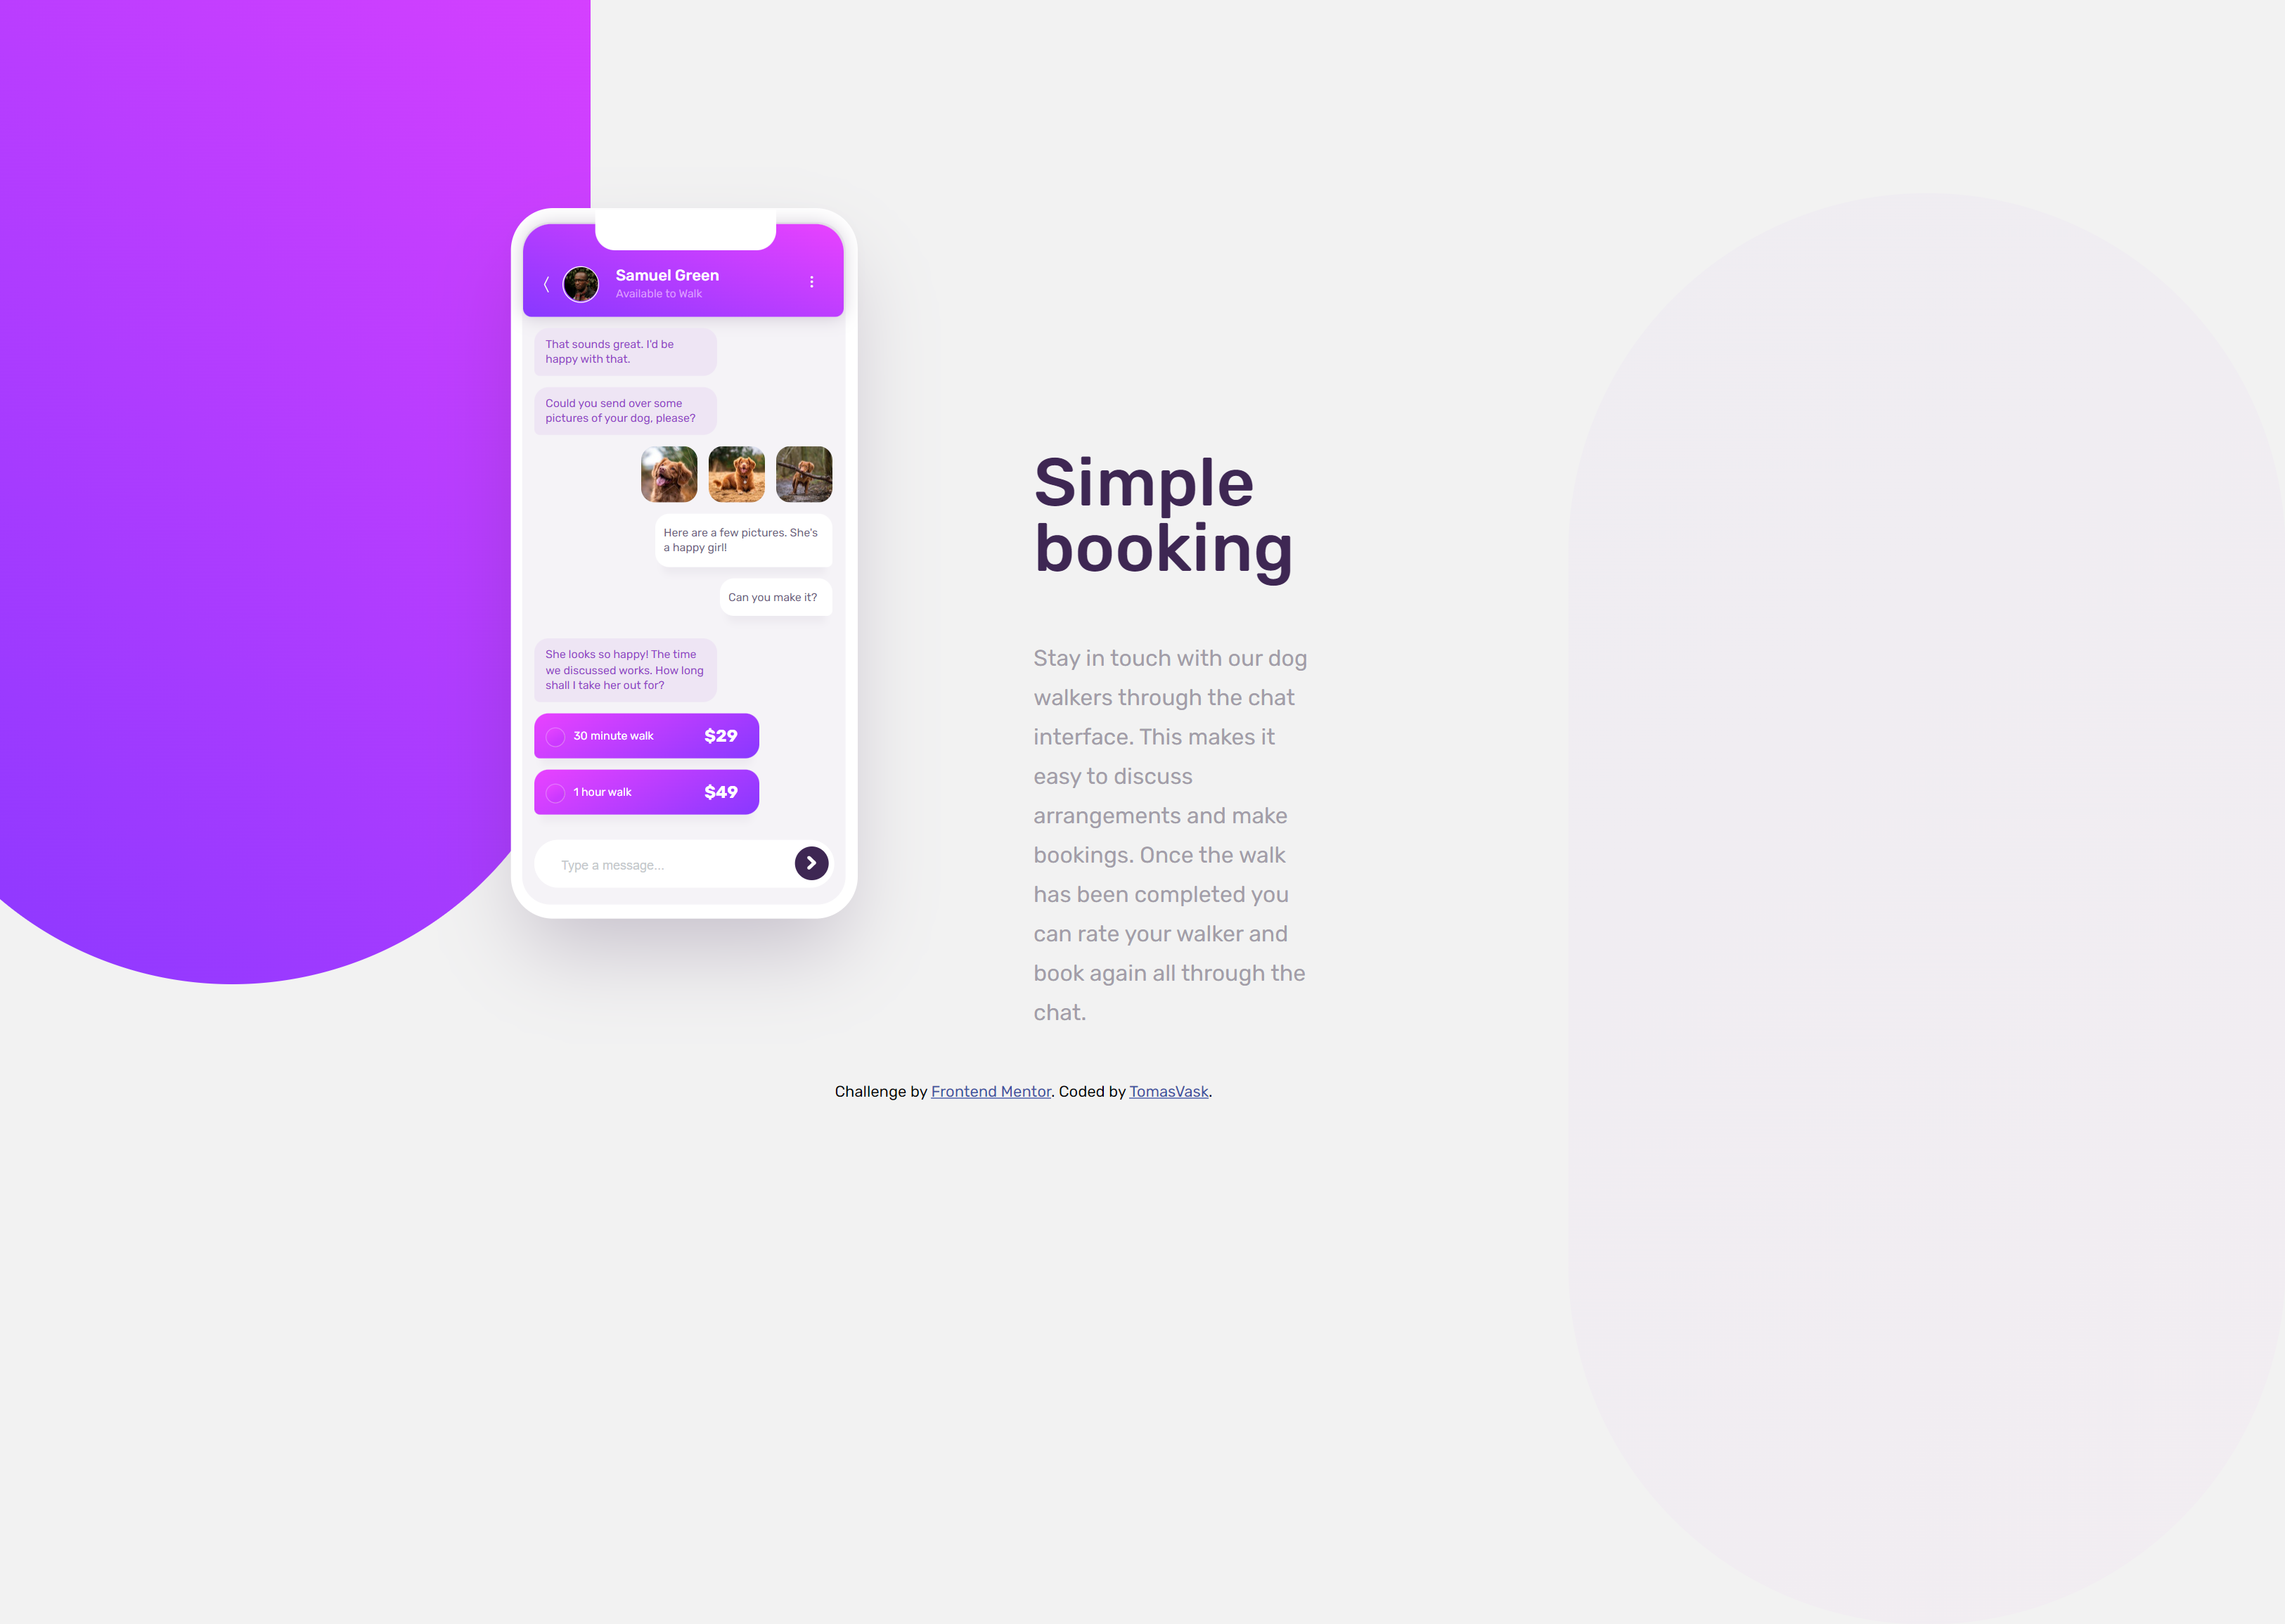 Samuel Green
Available to Walk
That sounds great. I'd be
happy with that.
Could you send over some
pictures of your dog, please?
Here are a few pictures. She's
a happy girl!
Can you make it?
She looks so happy! The time
we discussed works. How long
shall I take her out for?
30 minute walk $29
1 hour walk $49
Type a message...
Simple
booking
Stay in touch with our dog
walkers through the chat
interface. This makes it
easy to discuss
arrangements and make
bookings. Once the walk
has been completed you
can rate your walker and
book again all through the
chat.
Challenge by Frontend Mentor. Coded by TomasVask.